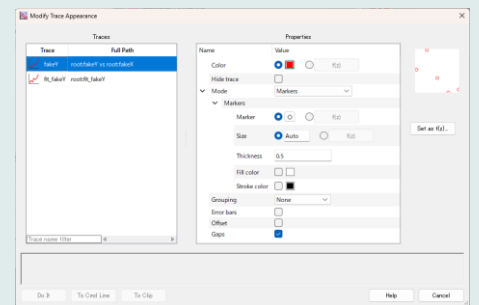 Modify Trace Appearance
Traces
Properties
Trace Full Path
fakeY root:fakeY vs root:fakeX
fit_fakeY root:fit_fakeY
Name Value
Color f(z)
Hide trace
Mode Markers
Markers
Marker f(z)
Size Auto f(z)
Thickness 0.5
Fill color
Stroke color
Grouping None
Error bars
Offset
Gaps
Set as f(z)...
Trace name filter
Do It To Cmd Line To Clip Help Cancel